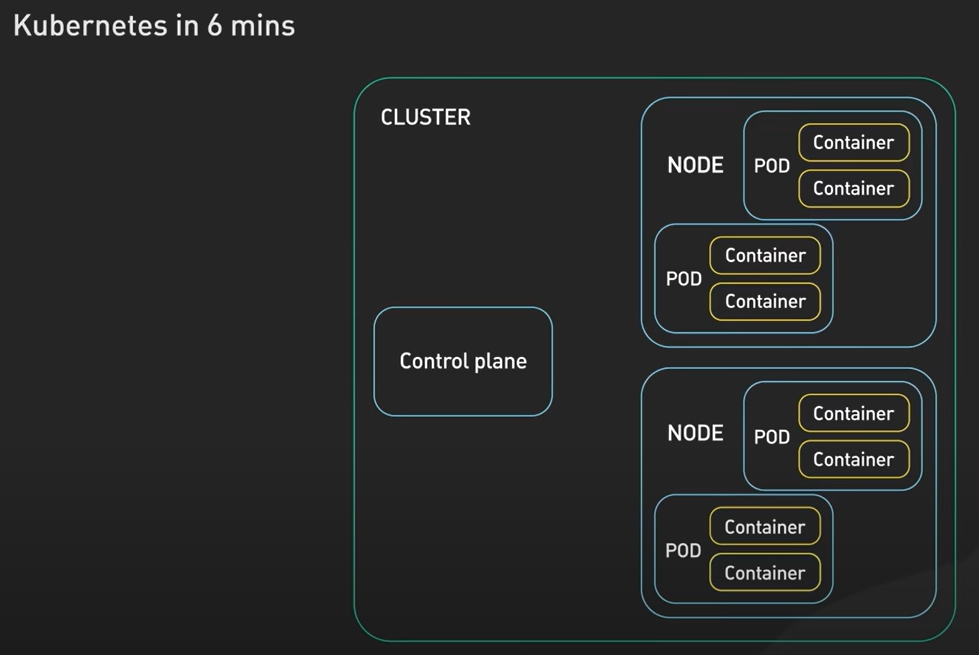 Kubernetes in 6 mins
CLUSTER
Control plane
NODE
POD
Container
Container
POD
Container
Container
NODE
POD
Container
Container
POD
Container
Container